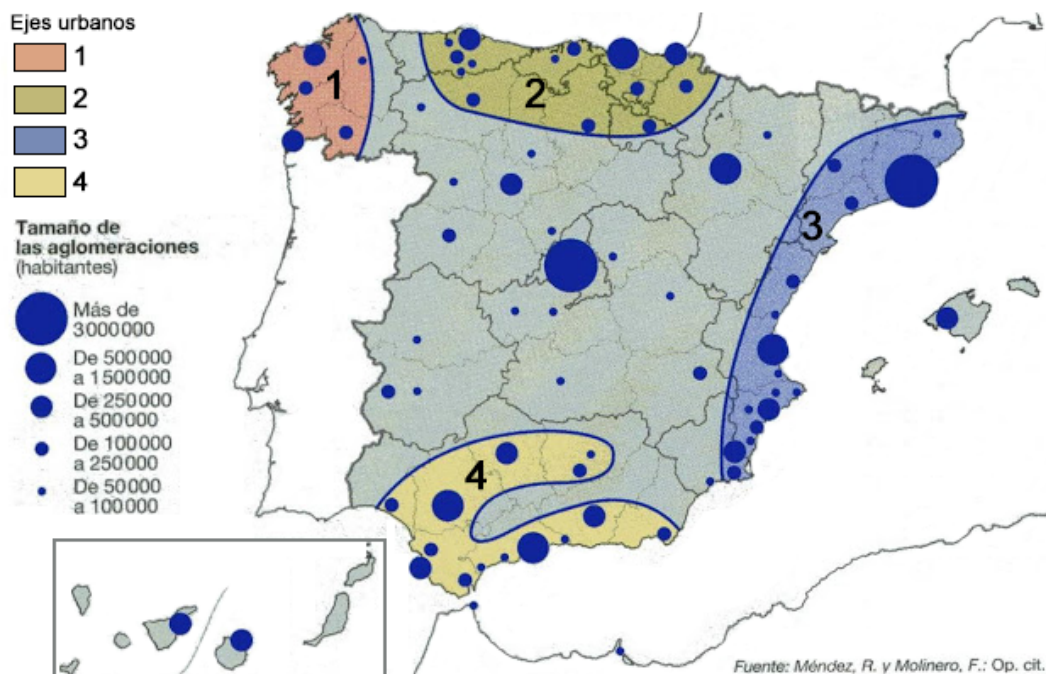 Ejes urbanos
1
2
3
4
Tamaño de
las aglomeraciones
(habitantes)
Más de
3000000
De 500000
a 1500000
De 250000
a 500000
De 100000
a 250000
De 50000
a 100000
1
2
3
4
Fuente: Méndez, R. y Molinero, F.: Op. cit.